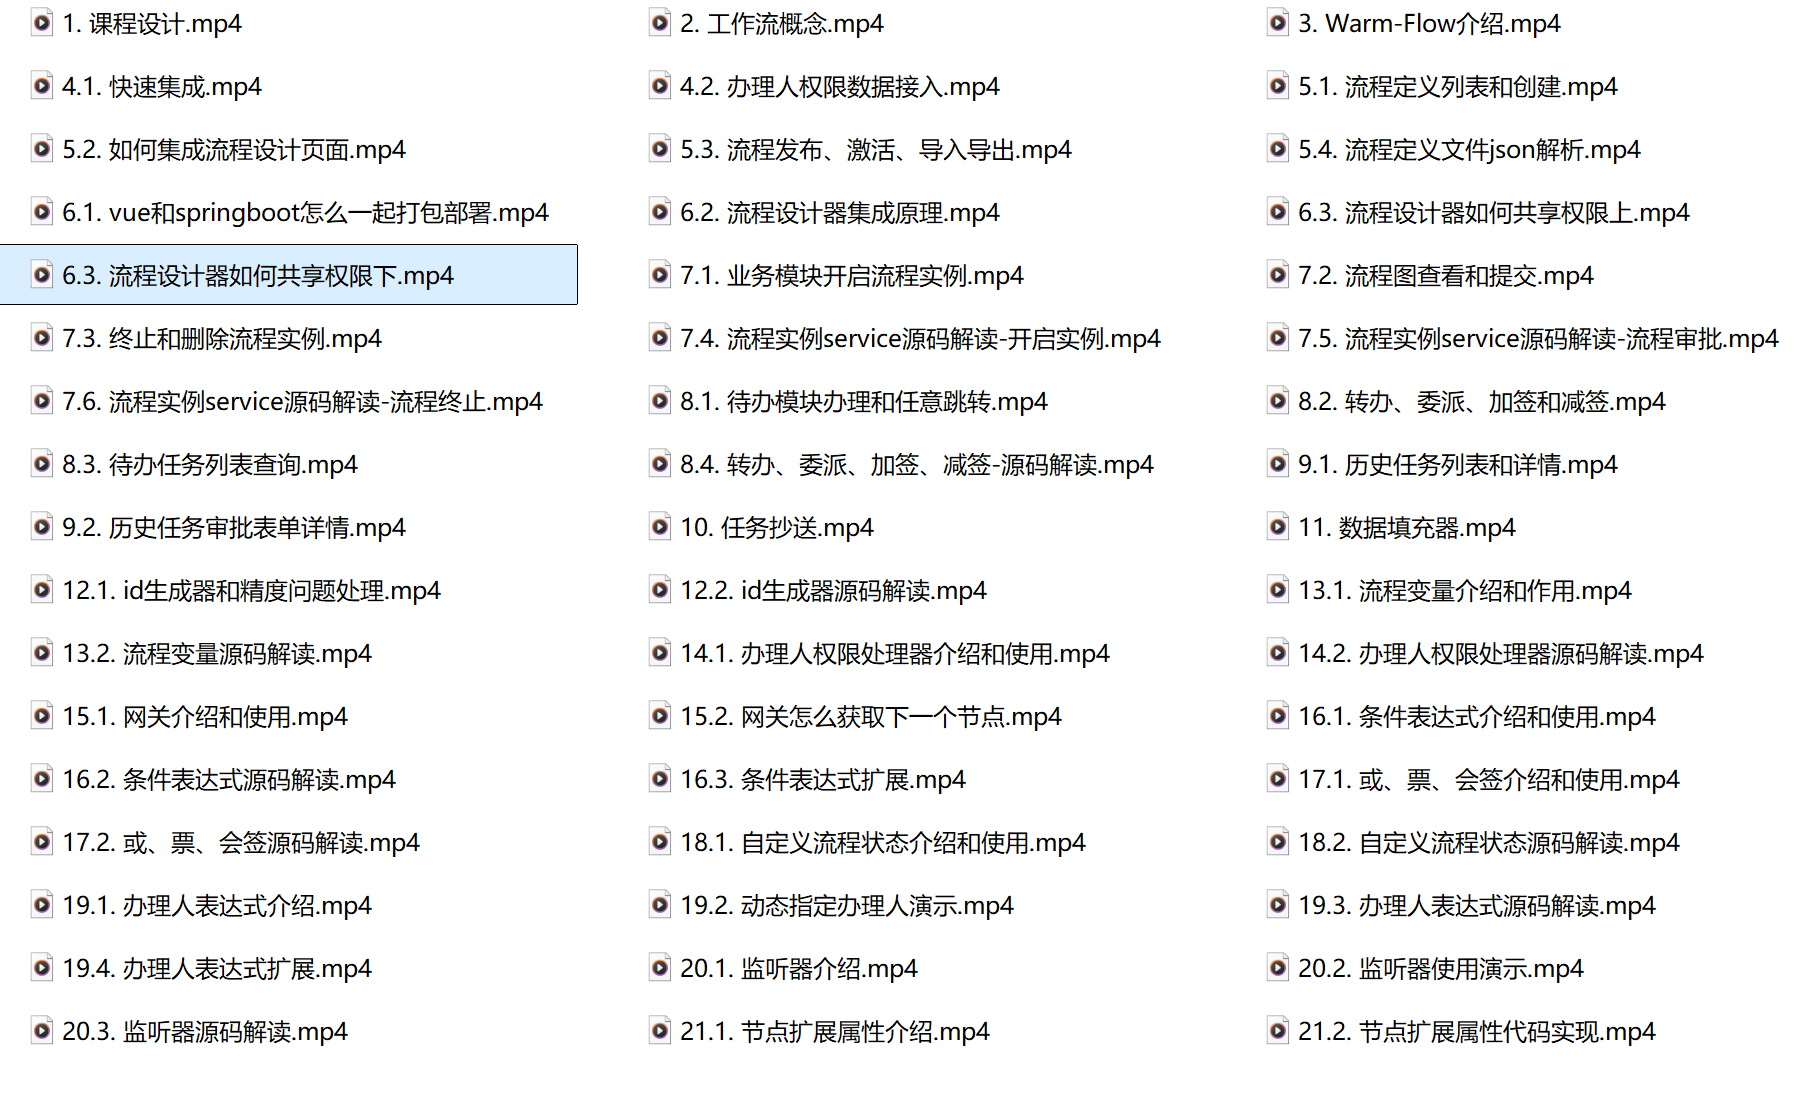 1. 课程设计.mp4
2. 工作流概念.mp4
3. Warm-Flow介绍.mp4
4.1. 快速集成.mp4
4.2. 办理人权限数据接入.mp4
5.1. 流程定义列表和创建.mp4
5.2. 如何集成流程设计页面.mp4
5.3. 流程发布、激活、导入导出.mp4
5.4. 流程定义文件json解析.mp4
6.1. vue和springboot怎么一起打包部署.mp4
6.2. 流程设计器集成原理.mp4
6.3. 流程设计器如何共享权限上.mp4
6.3. 流程设计器如何共享权限下.mp4
7.1. 业务模块开启流程实例.mp4
7.2. 流程图查看和提交.mp4
7.3. 终止和删除流程实例.mp4
7.4. 流程实例service源码解读-开启实例.mp4
7.5. 流程实例service源码解读-流程审批.mp4
7.6. 流程实例service源码解读-流程终止.mp4
8.1. 待办模块办理和任意跳转.mp4
8.2. 转办、委派、加签和减签.mp4
8.3. 待办任务列表查询.mp4
8.4. 转办、委派、加签、减签-源码解读.mp4
9.1. 历史任务列表和详情.mp4
9.2. 历史任务审批表单详情.mp4
10. 任务抄送.mp4
11. 数据填充器.mp4
12.1. id生成器和精度问题处理.mp4
12.2. id生成器源码解读.mp4
13.1. 流程变量介绍和作用.mp4
13.2. 流程变量源码解读.mp4
14.1. 办理人权限处理器介绍和使用.mp4
14.2. 办理人权限处理器源码解读.mp4
15.1. 网关介绍和使用.mp4
15.2. 网关怎么获取下一个节点.mp4
16.1. 条件表达式介绍和使用.mp4
16.2. 条件表达式源码解读.mp4
16.3. 条件表达式扩展.mp4
17.1. 或、票、会签介绍和使用.mp4
17.2. 或、票、会签源码解读.mp4
18.1. 自定义流程状态介绍和使用.mp4
18.2. 自定义流程状态源码解读.mp4
19.1. 办理人表达式介绍.mp4
19.2. 动态指定办理人演示.mp4
19.3. 办理人表达式源码解读.mp4
19.4. 办理人表达式扩展.mp4
20.1. 监听器介绍.mp4
20.2. 监听器使用演示.mp4
20.3. 监听器源码解读.mp4
21.1. 节点扩展属性介绍.mp4
21.2. 节点扩展属性代码实现.mp4